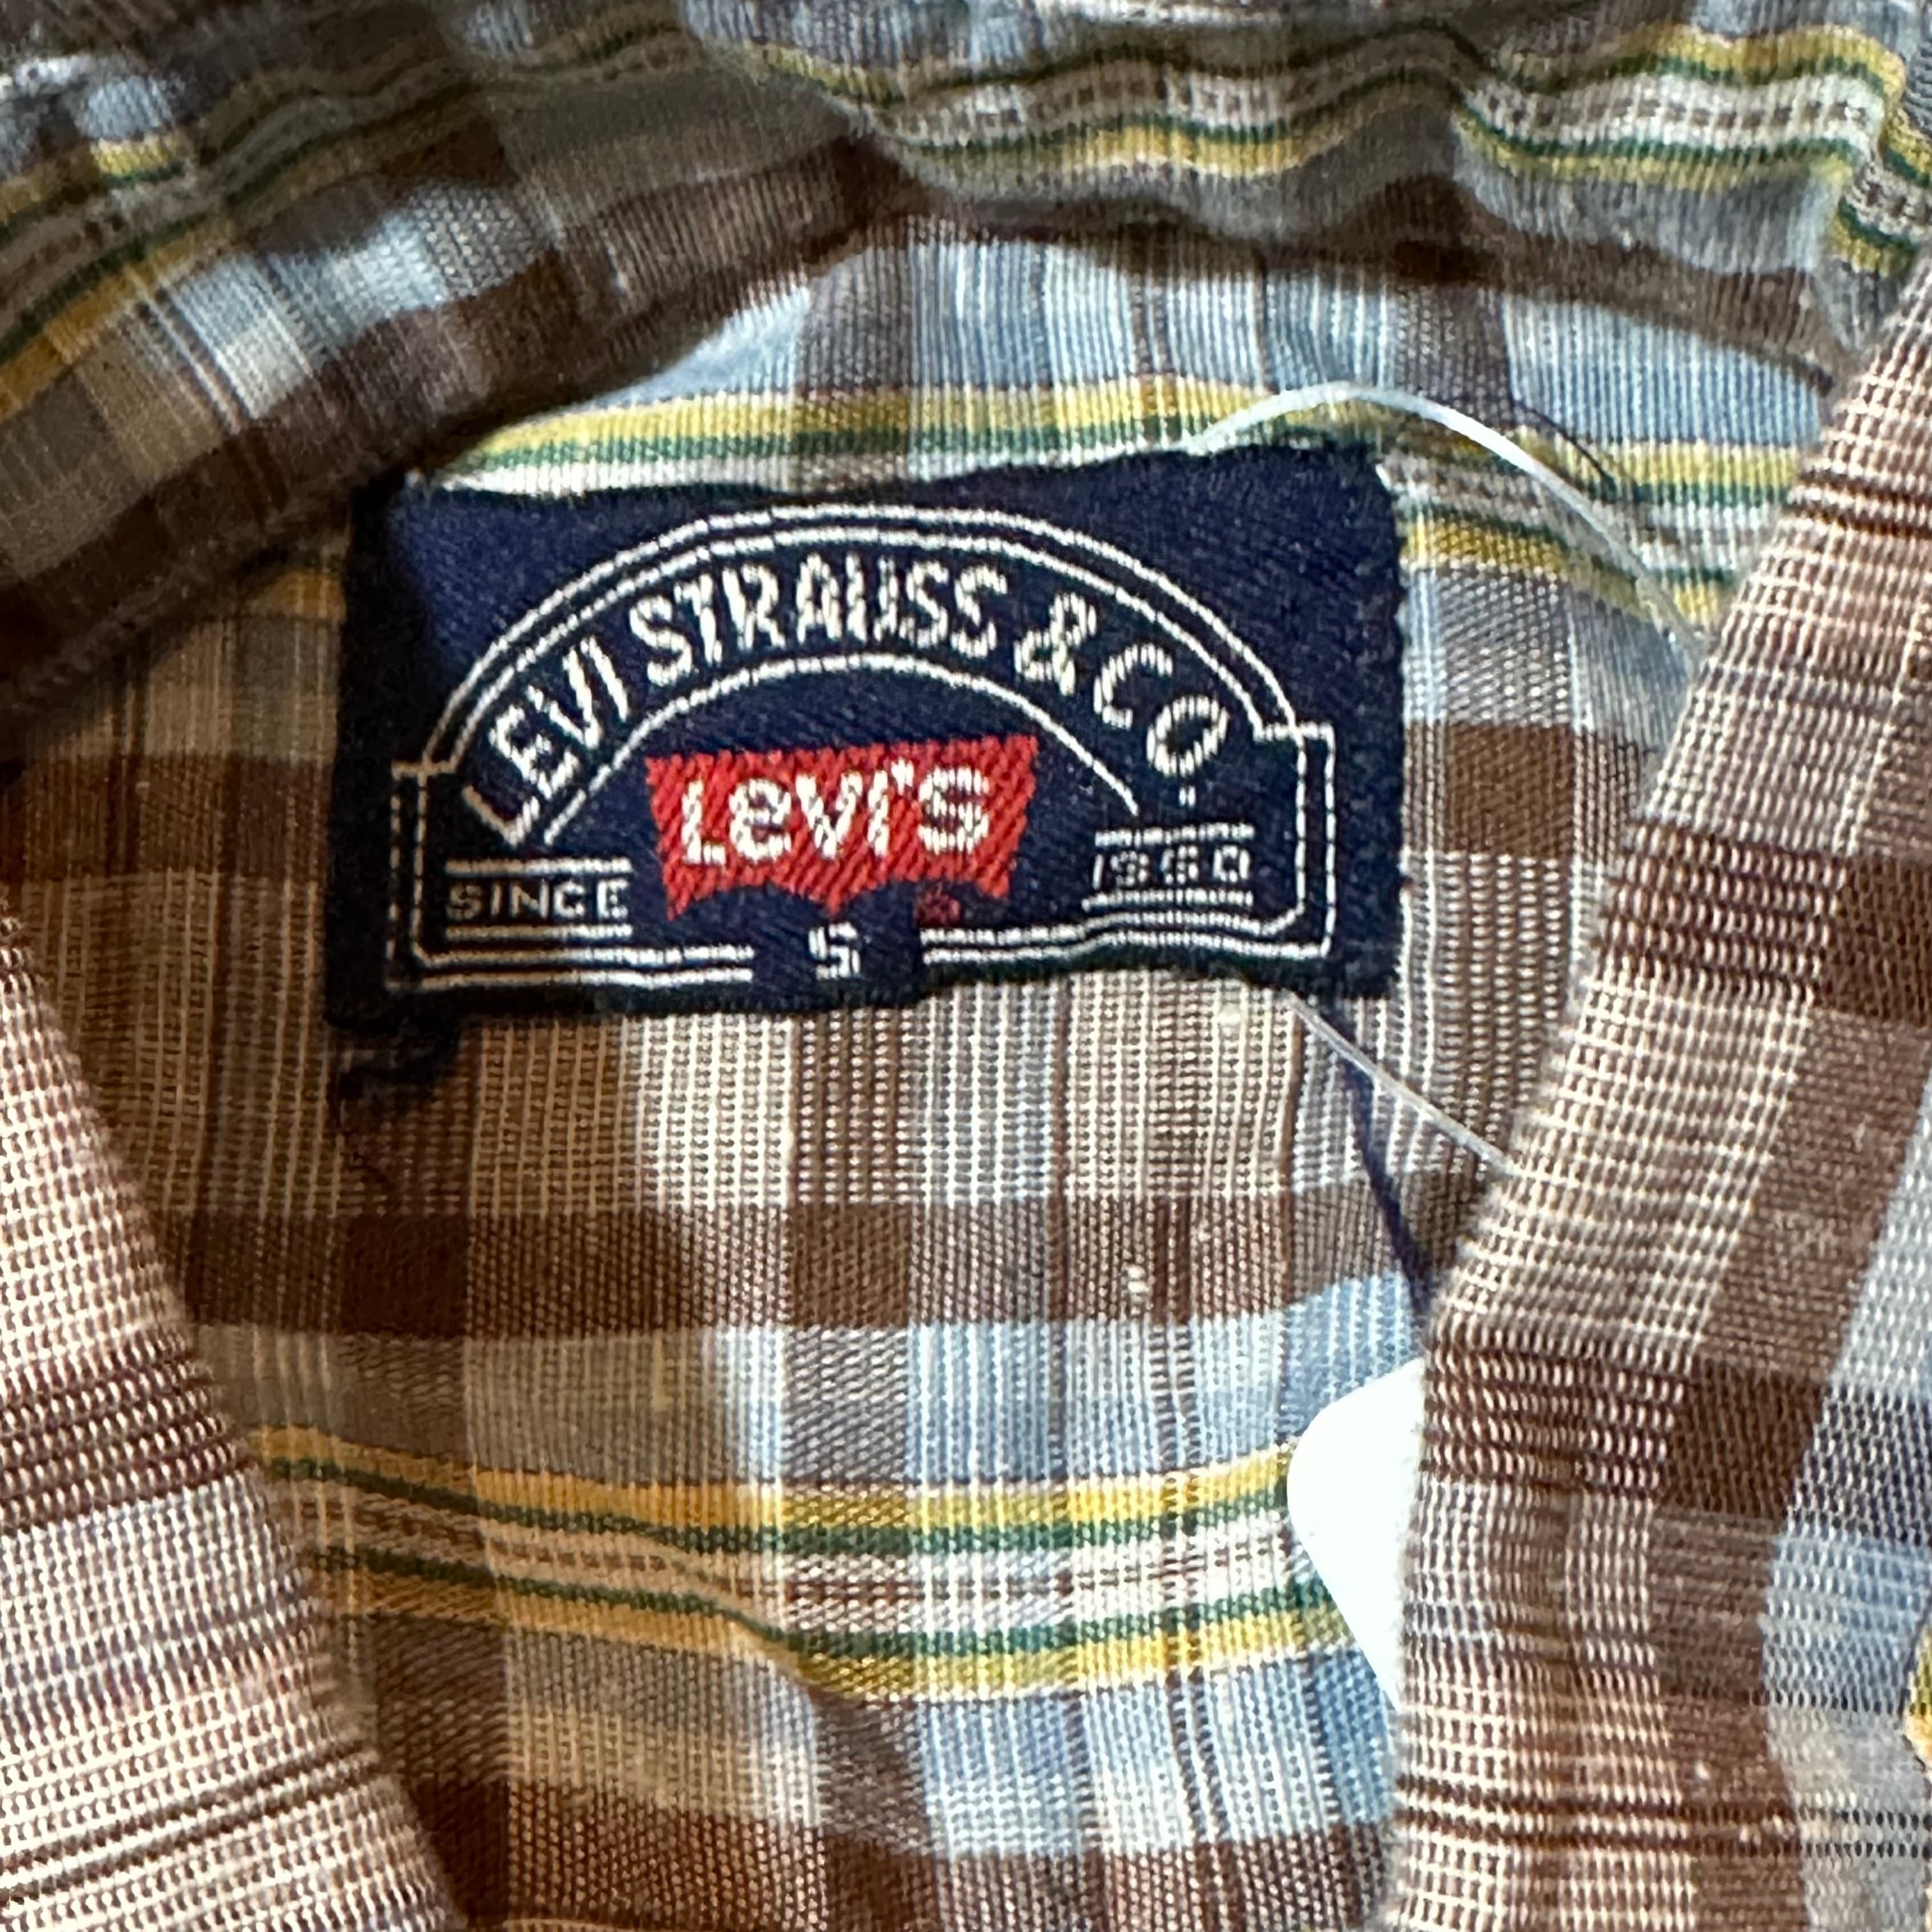 LEVI STRAUSS & CO.
Levi's
SINCE 1850
S